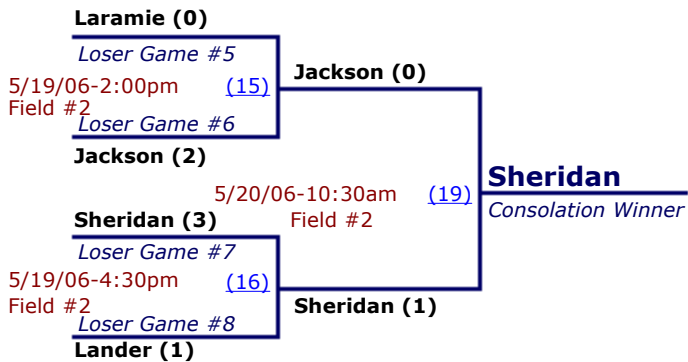 Laramie (0)
Loser Game #5
5/19/06-2:00pm (15)
Field #2
Loser Game #6
Jackson (2)
Jackson (0)
5/20/06-10:30am (19)
Field #2
Sheridan
Consolation Winner
Sheridan (3)
Loser Game #7
5/19/06-4:30pm (16)
Field #2
Loser Game #8
Lander (1)
Sheridan (1)